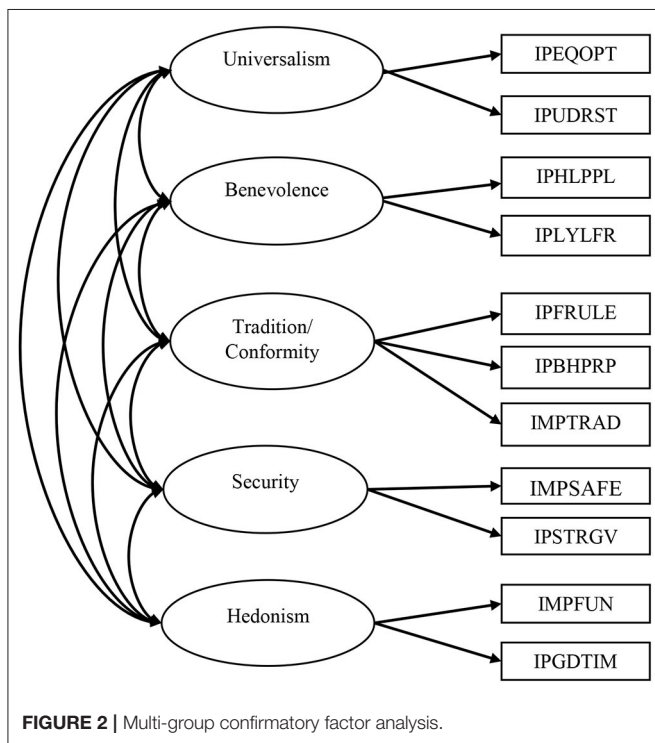 Universalism
IPEQOPT
IPUDRST
Benevolence
IPHLPPL
IPLYLFR
Tradition/
Conformity
IPFRULE
IPBHPRP
IMPTRAD
Security
IMPSAFE
IPSTRGV
Hedonism
IMPFUN
IPGDTIM
FIGURE 2 | Multi-group confirmatory factor analysis.